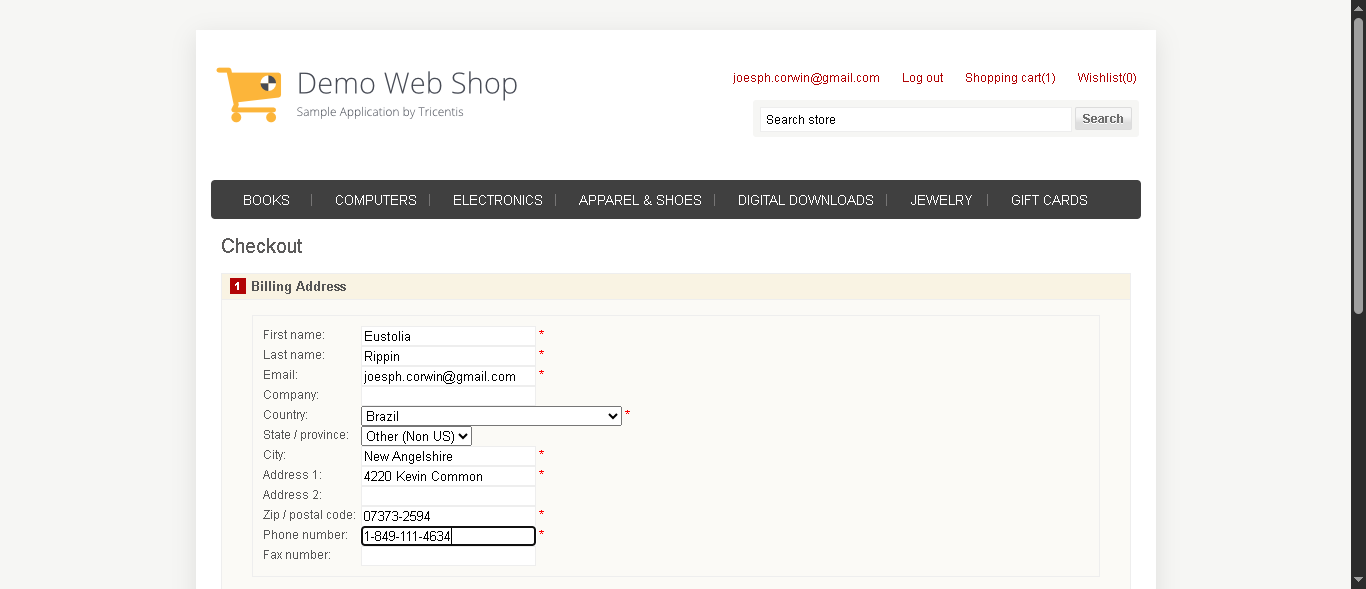 Demo Web Shop
Sample Application by Tricentis
joesph.corwin@gmail.com Log out Shopping cart(1) Wishlist(0)
Search store Search
BOOKS COMPUTERS ELECTRONICS APPAREL & SHOES DIGITAL DOWNLOADS JEWELRY GIFT CARDS
Checkout
1 Billing Address
First name: Eustolia *
Last name: Rippin *
Email: joesph.corwin@gmail.com *
Company:
Country: Brazil *
State / province: Other (Non US)
City: New Angelshire *
Address 1: 4220 Kevin Common *
Address 2:
Zip / postal code: 07373-2594 *
Phone number: 1-849-111-4634 *
Fax number: